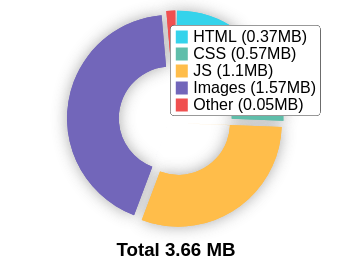 HTML (0.37MB)
CSS (0.57MB)
JS (1.1MB)
Images (1.57MB)
Other (0.05MB)
Total 3.66 MB